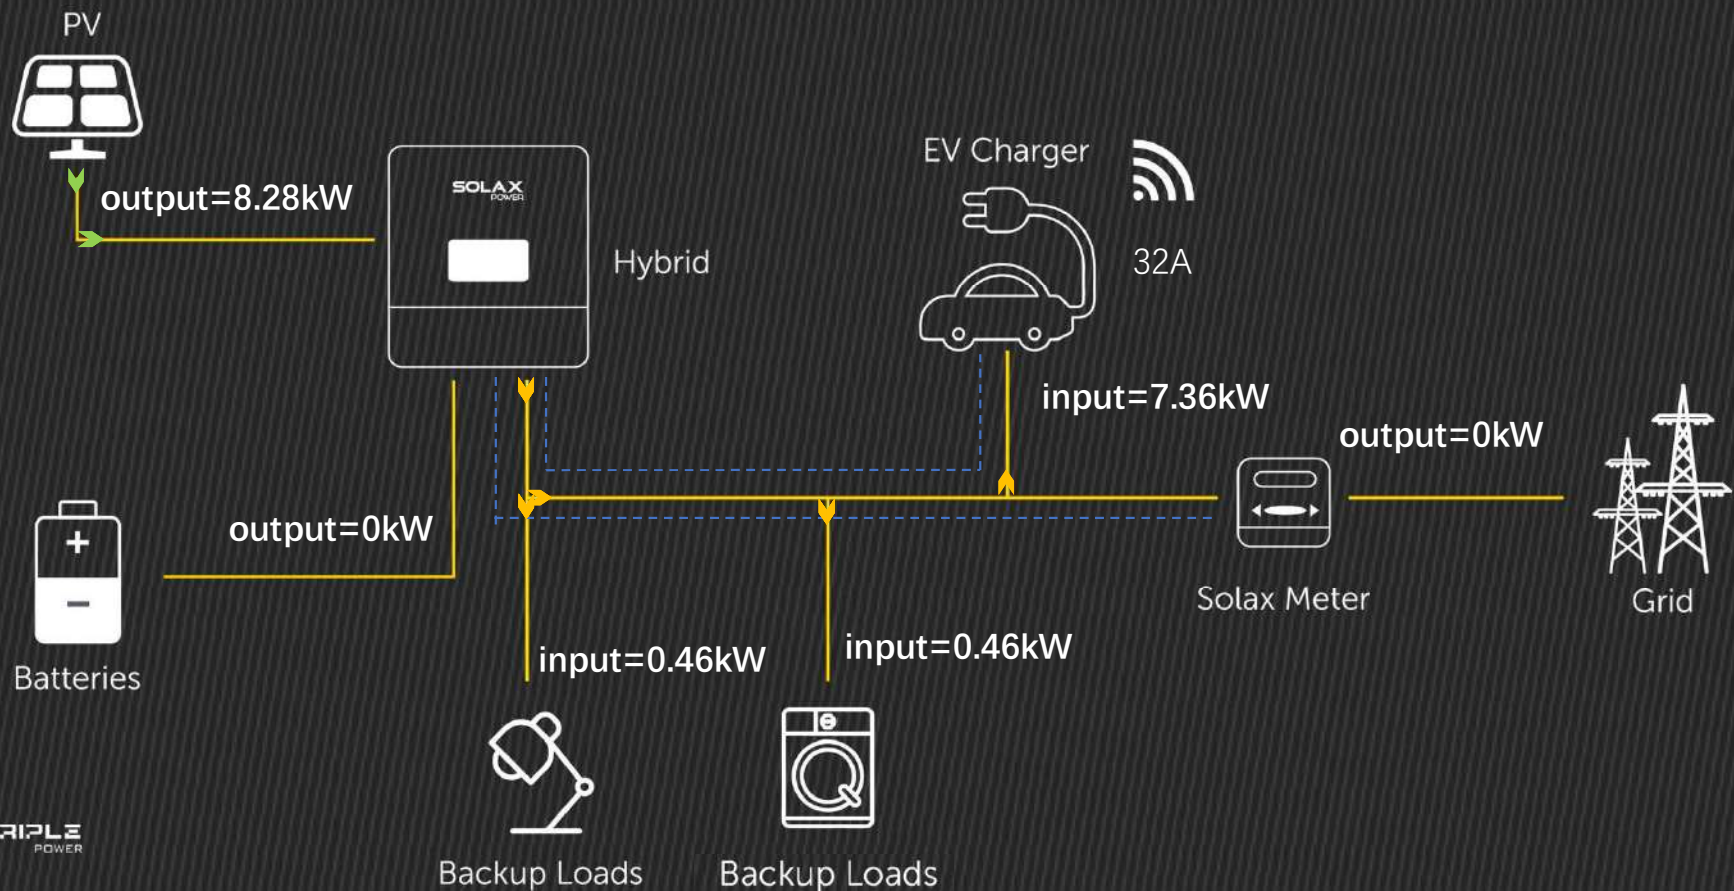 PV
output=8.28kW
SOLAX
POWER
Hybrid
EV Charger
32A
input=7.36kW
output=0kW
output=0kW
Solax Meter
Grid
Batteries
input=0.46kW
input=0.46kW
RIPLE
POWER
Backup Loads
Backup Loads